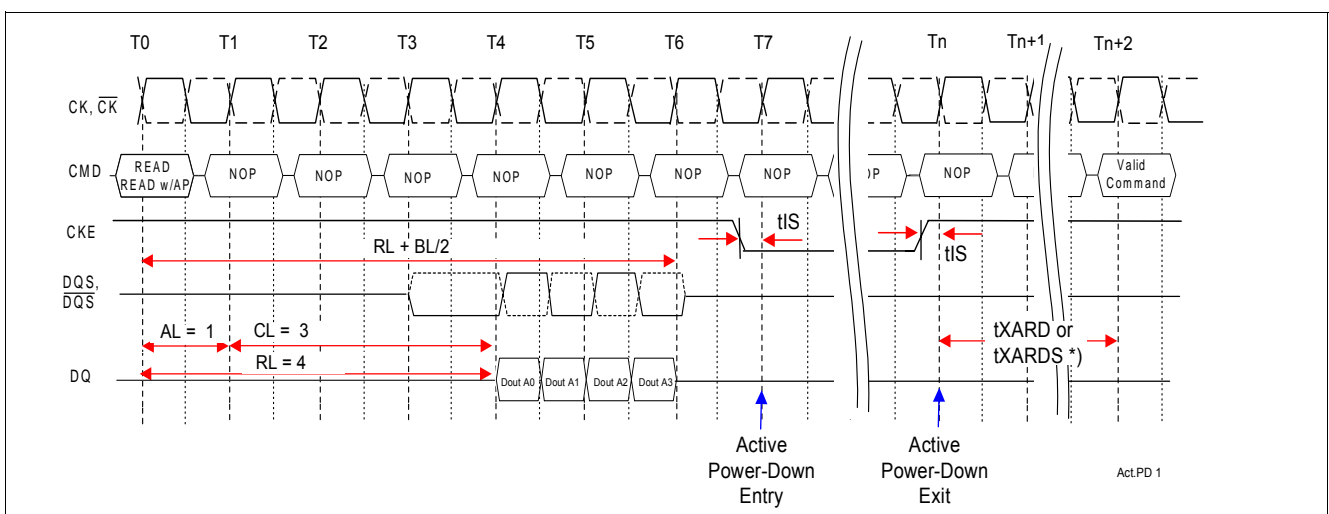 T0 T1 T2 T3 T4 T5 T6 T7 Tn Tn+1 Tn+2
CK, CK
CMD READ NOP NOP NOP NOP NOP NOP NOP NOP Valid
READ w/AP Command
CKE
tIS
tIS
RL + BL/2
DQS,
DQS
AL = 1 CL = 3
RL = 4
tXARD or
tXARDS *)
DQ Dout A0 Dout A1 Dout A2 Dout A3
Active
Power-Down
Entry
Active
Power-Down
Exit
Act.PD 1